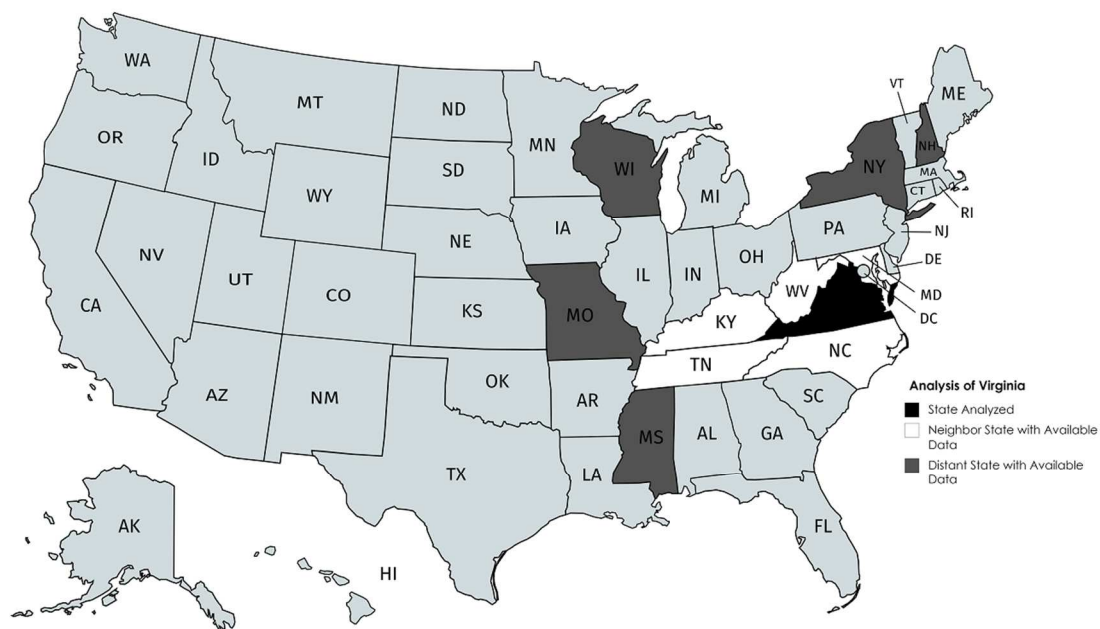 WA
MT
ND
MN
VT
ME
OR
ID
SD
WI
NH
NY
WY
MI
MA
CT
RI
IA
PA
NJ
NE
NV
OH
IL
IN
DE
UT
CO
WV
MD
CA
KS
MO
KY
DC
NC
TN
OK
AZ
NM
AR
SC
MS
AL
GA
TX
LA
FL
AK
HI
Analysis of Virginia
State Analyzed
Neighbor State with Available
Data
Distant State with Available
Data